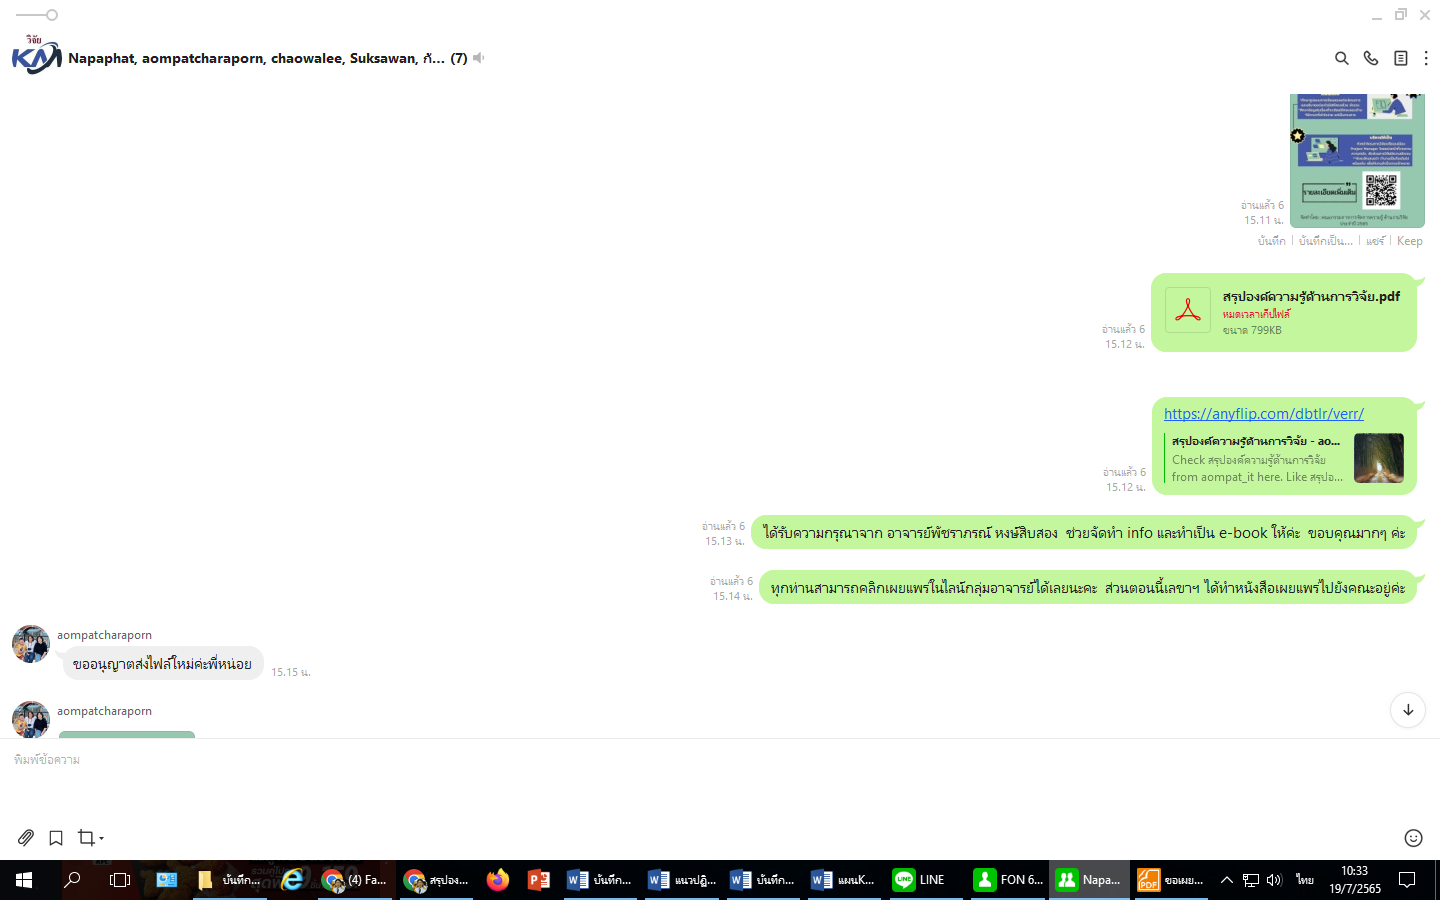 วิจัย
KM
Napaphat, aompatcharaporn, chaowalee, Suksawan, กั... (7)
รายละเอียดเพิ่มเติม
อ่านแล้ว 6
15.11 น.
บันทึก | บันทึกเป็น... | แชร์ | Keep
สรุปองค์ความรู้ด้านการวิจัย.pdf
หมดเวลาเก็บไฟล์
ขนาด 799KB
อ่านแล้ว 6
15.12 น.
https://anyflip.com/dbtlr/verr/
สรุปองค์ความรู้ด้านการวิจัย - ao...
Check สรุปองค์ความรู้ด้านการวิจัย
from aompat_it here. Like สรุปอ...
อ่านแล้ว 6
15.12 น.
ได้รับความกรุณาจาก อาจารย์พัชราภรณ์ หงษ์สิบสอง ช่วยจัดทำ info และทำเป็น e-book ให้ค่ะ ขอบคุณมากๆ ค่ะ
อ่านแล้ว 6
15.13 น.
ทุกท่านสามารถคลิกเผยแพร่ในไลน์กลุ่มอาจารย์ได้เลยนะคะ ส่วนตอนนี้เลขาฯ ได้ทำหนังสือเผยแพร่ไปยังคณะอยู่ค่ะ
อ่านแล้ว 6
15.14 น.
aompatcharaporn
ขออนุญาตส่งไฟล์ใหม่ค่ะพี่หน่อย
15.15 น.
aompatcharaporn
พิมพ์ข้อความ
บันทึก... (4) Fa... สรุปอง... บันทึก... แนวปฏิ... บันทึก... แผนK... LINE FON 6... Napa... ขอเผย... ไทย 10:33
19/7/2565